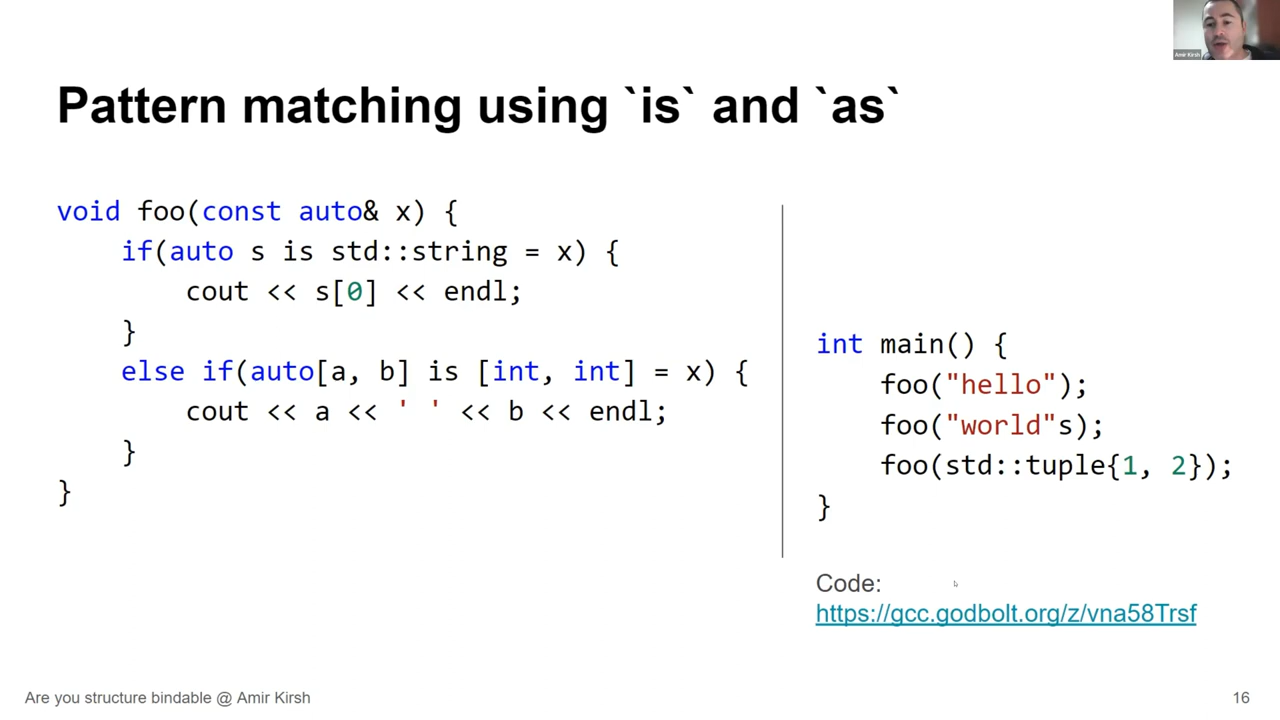 Amir Kirsh
Pattern matching using `is` and `as`
void foo(const auto& x) {
    if(auto s is std::string = x) {
        cout << s[0] << endl;
    }
    else if(auto[a, b] is [int, int] = x) {
        cout << a << ' ' << b << endl;
    }
}
int main() {
    foo("hello");
    foo("world"s);
    foo(std::tuple{1, 2});
}
Code:
https://gcc.godbolt.org/z/vna58Trsf
Are you structure bindable @ Amir Kirsh
16